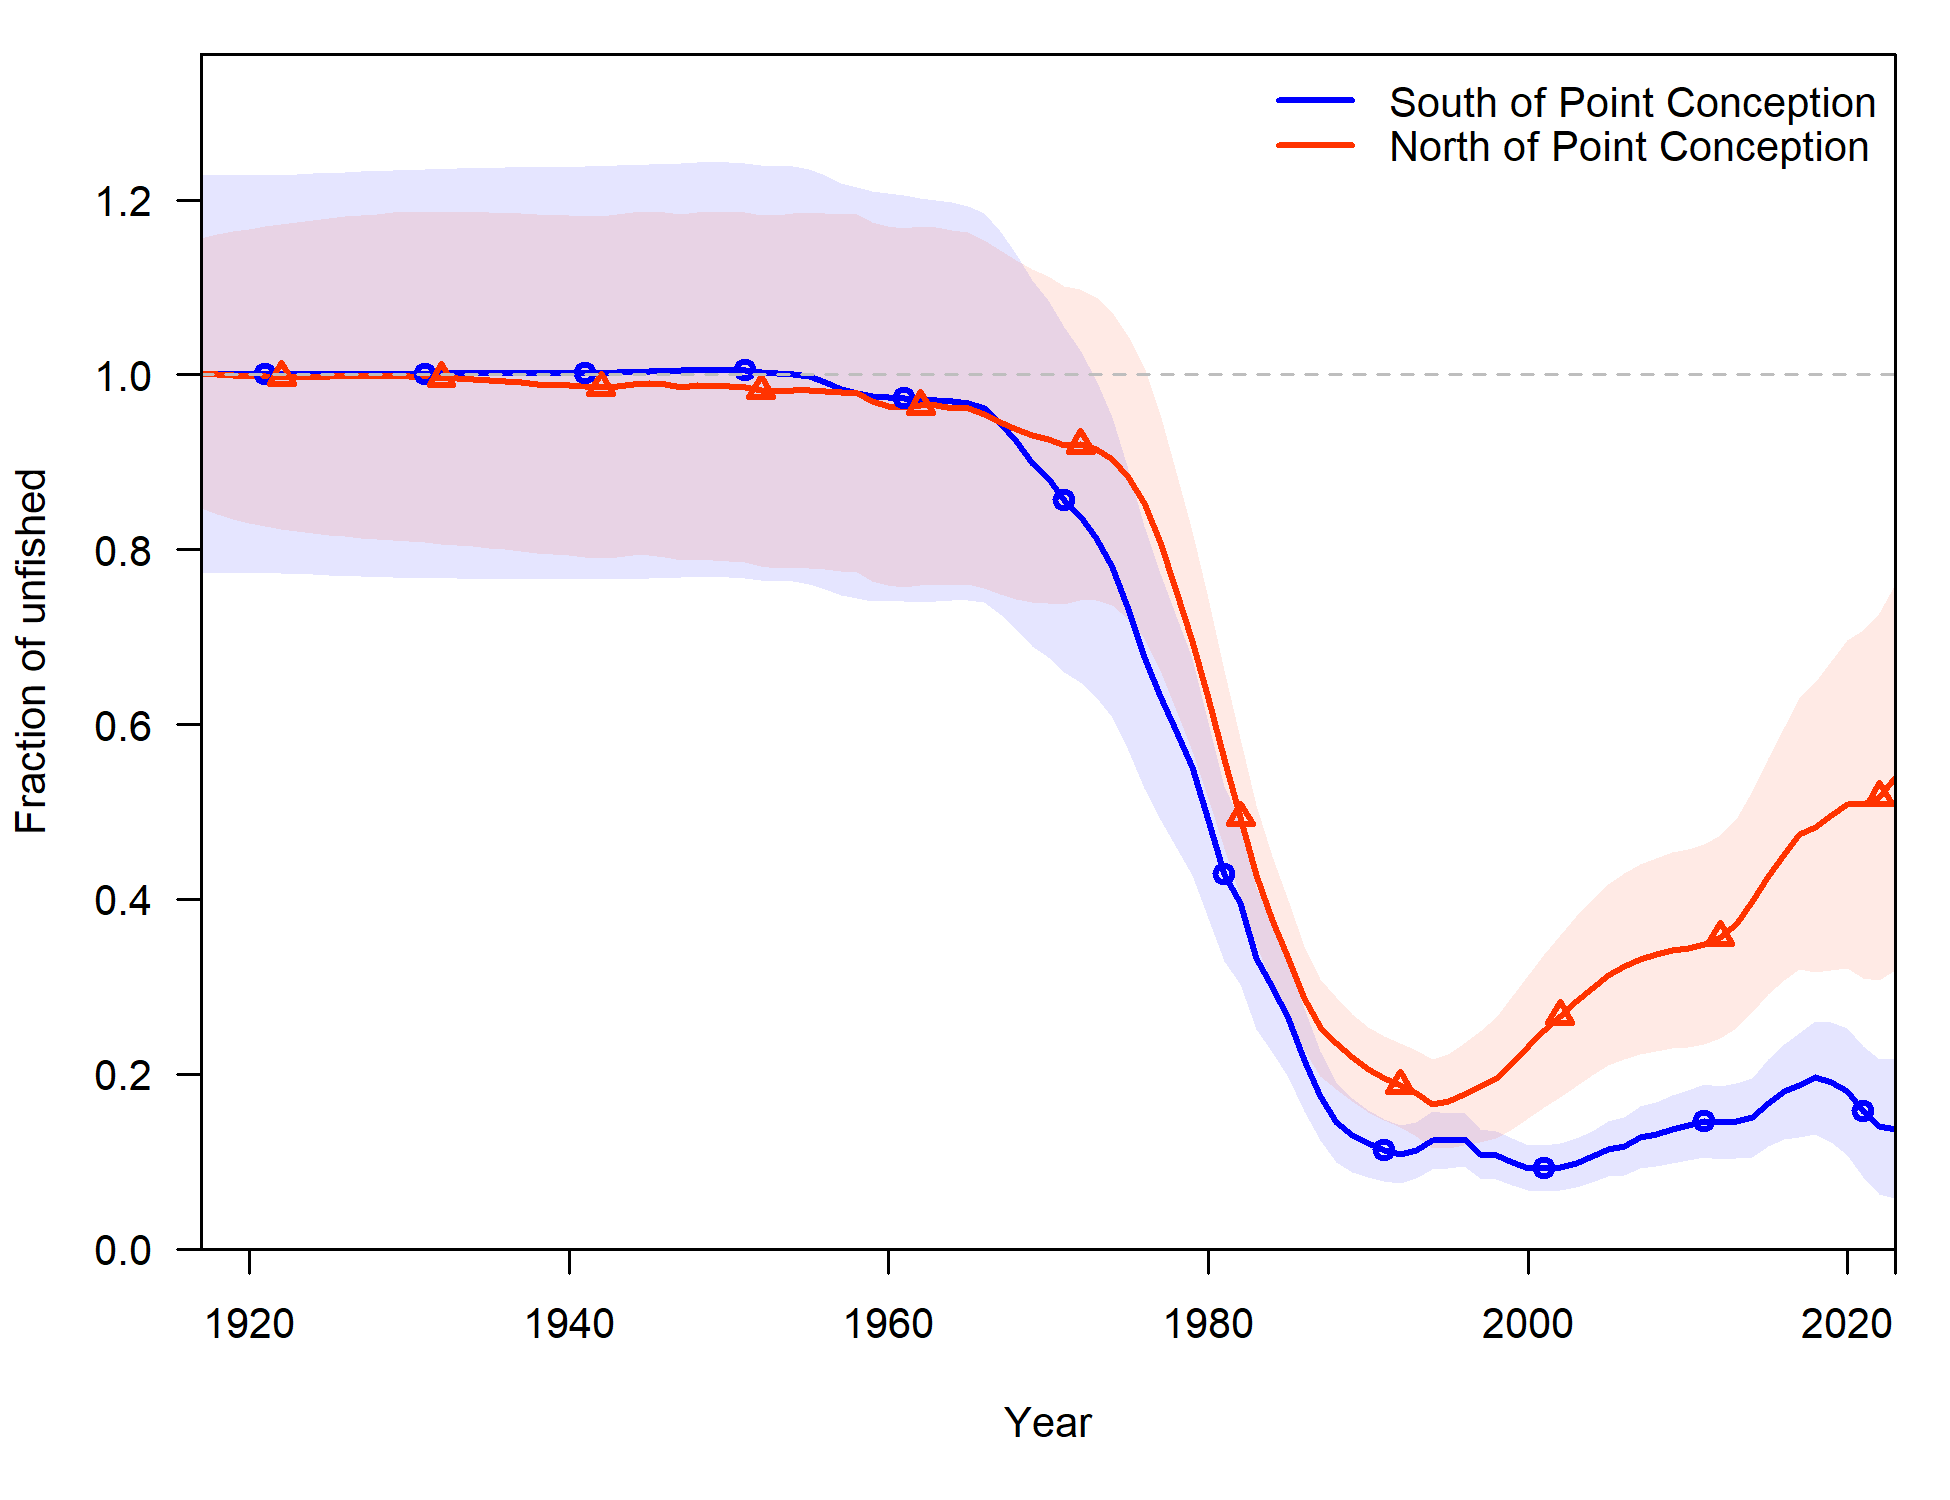 South of Point Conception
North of Point Conception
Fraction of unfished
1.2
1.0
0.8
0.6
0.4
0.2
0.0
1920 1940 1960 1980 2000 2020
Year